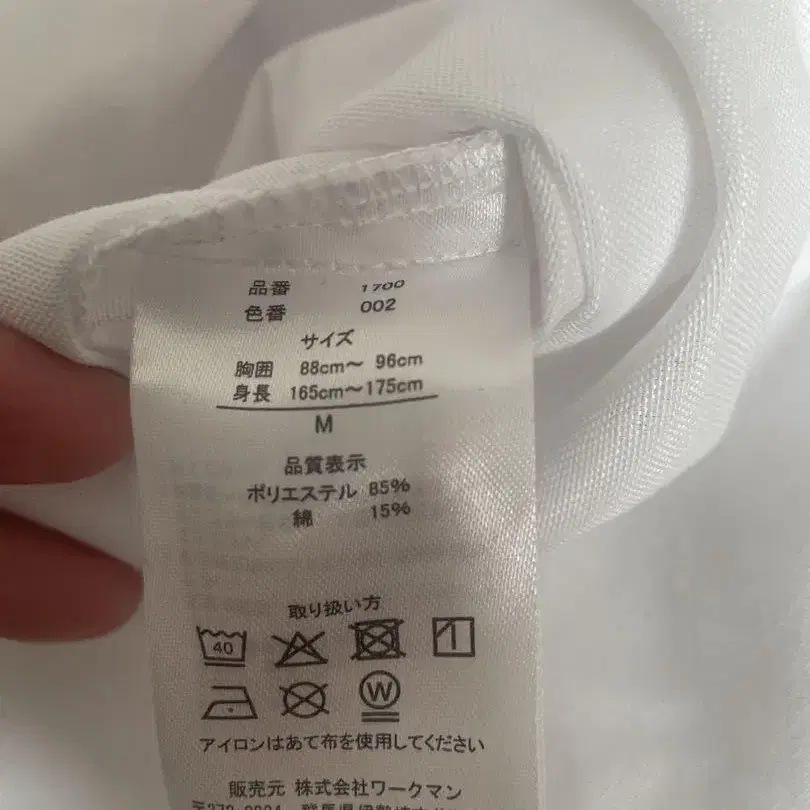 品番 1700
色番 002
サイズ
胸囲 88cm～ 96cm
身長 165cm～175cm
M
品質表示
ポリエステル 85%
綿 15%
取り扱い方
40
W
アイロンはあて布を使用してください
販売元 株式会社ワークマン